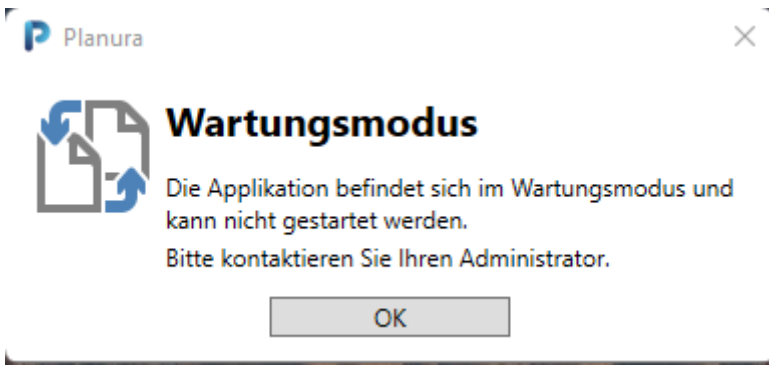 Planura
Wartungsmodus
Die Applikation befindet sich im Wartungsmodus und
kann nicht gestartet werden.
Bitte kontaktieren Sie Ihren Administrator.
OK